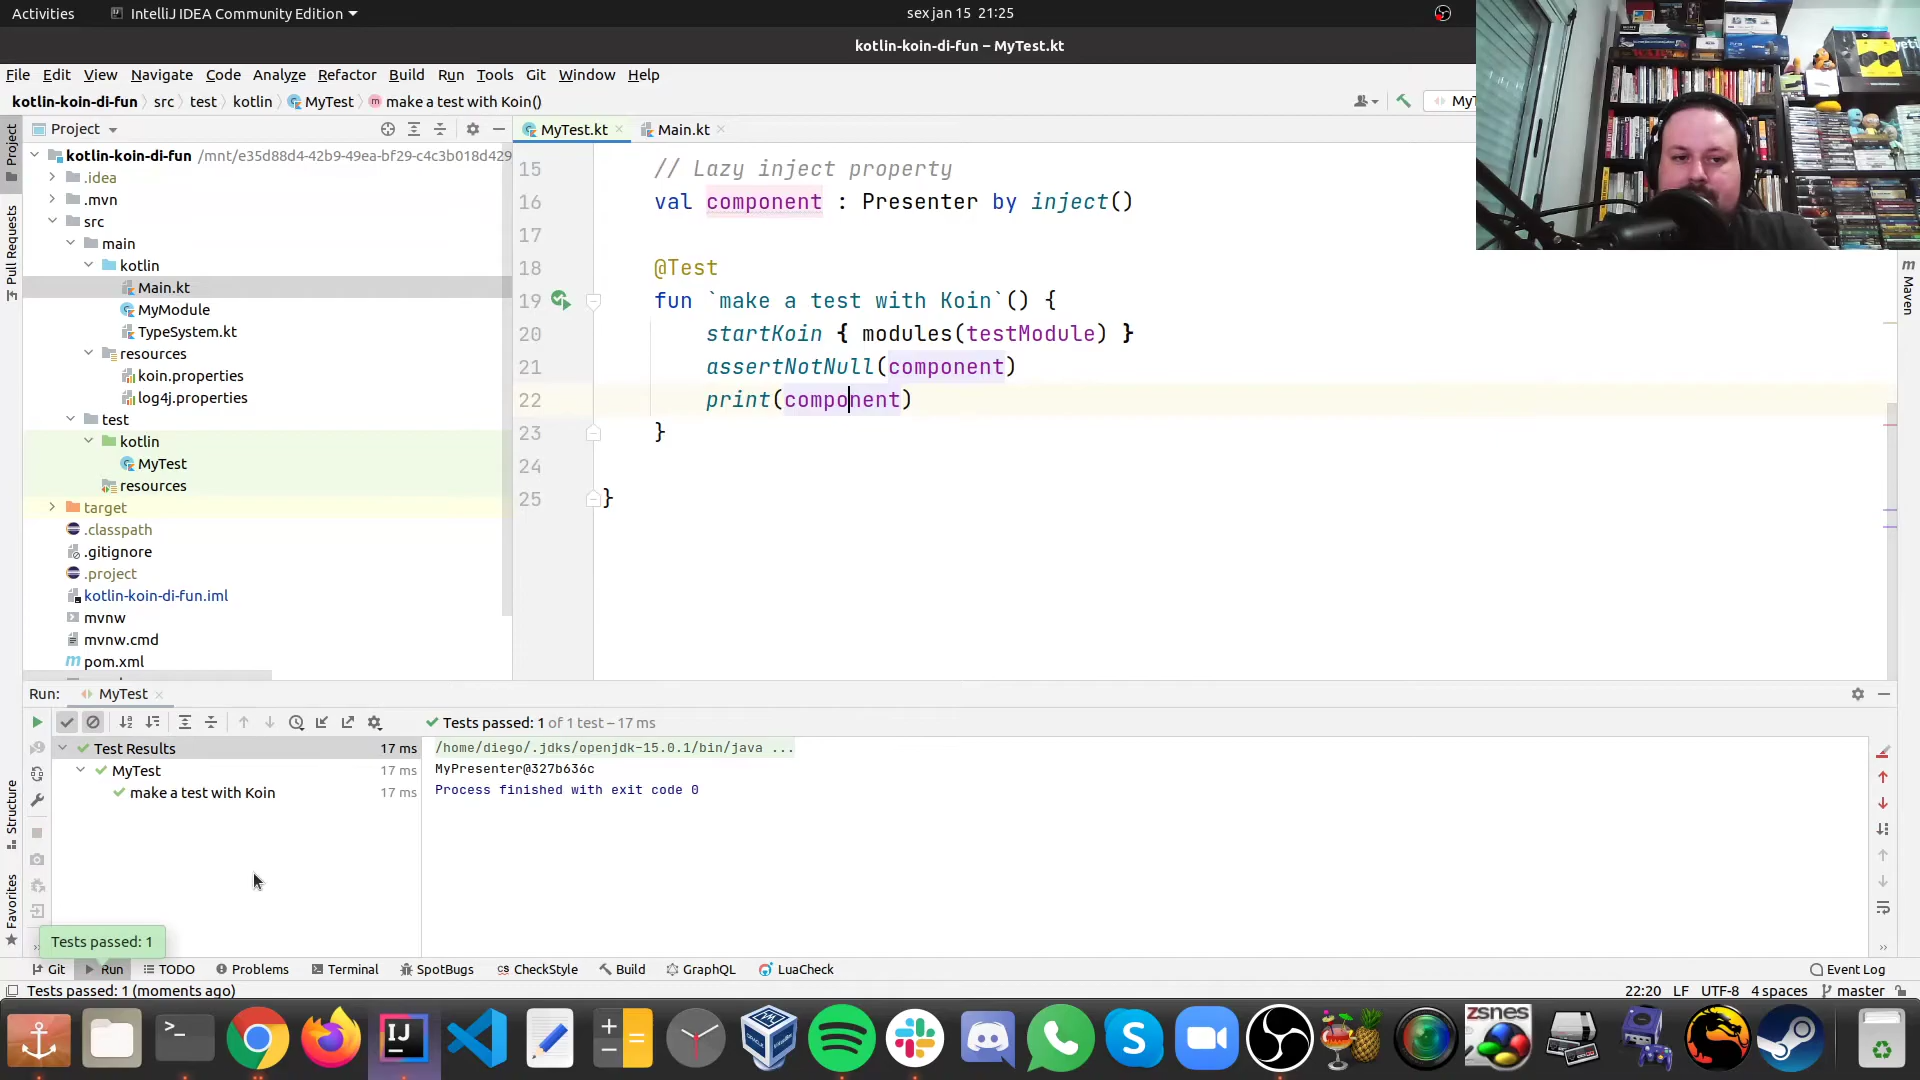 Activities
IntelliJ IDEA Community Edition
sex jan 15 21:25
kotlin-koin-di-fun – MyTest.kt
File Edit View Navigate Code Analyze Refactor Build Run Tools Git Window Help
kotlin-koin-di-fun src test kotlin MyTest make a test with Koin()
MyT
Project
MyTest.kt
Main.kt
Project
Pull Requests
Structure
Favorites
Maven
kotlin-koin-di-fun /mnt/e35d88d4-42b9-49ea-bf29-c4c3b018d429
.idea
.mvn
src
main
kotlin
Main.kt
MyModule
TypeSystem.kt
resources
koin.properties
log4j.properties
test
kotlin
MyTest
resources
target
.classpath
.gitignore
.project
kotlin-koin-di-fun.iml
mvnw
mvnw.cmd
pom.xml
15 // Lazy inject property
16 val component : Presenter by inject()
17
18 @Test
19 fun `make a test with Koin`() {
20 startKoin { modules(testModule) }
21 assertNotNull(component)
22 print(component)
23 }
24
25 }
Run: MyTest
Tests passed: 1 of 1 test – 17 ms
Test Results 17 ms
MyTest 17 ms
make a test with Koin 17 ms
/home/diego/.jdks/openjdk-15.0.1/bin/java ...
MyPresenter@327b636c
Process finished with exit code 0
Tests passed: 1
Git Run TODO Problems Terminal SpotBugs CheckStyle Build GraphQL LuaCheck Event Log
Tests passed: 1 (moments ago)
22:20 LF UTF-8 4 spaces master
IJ
zsnes